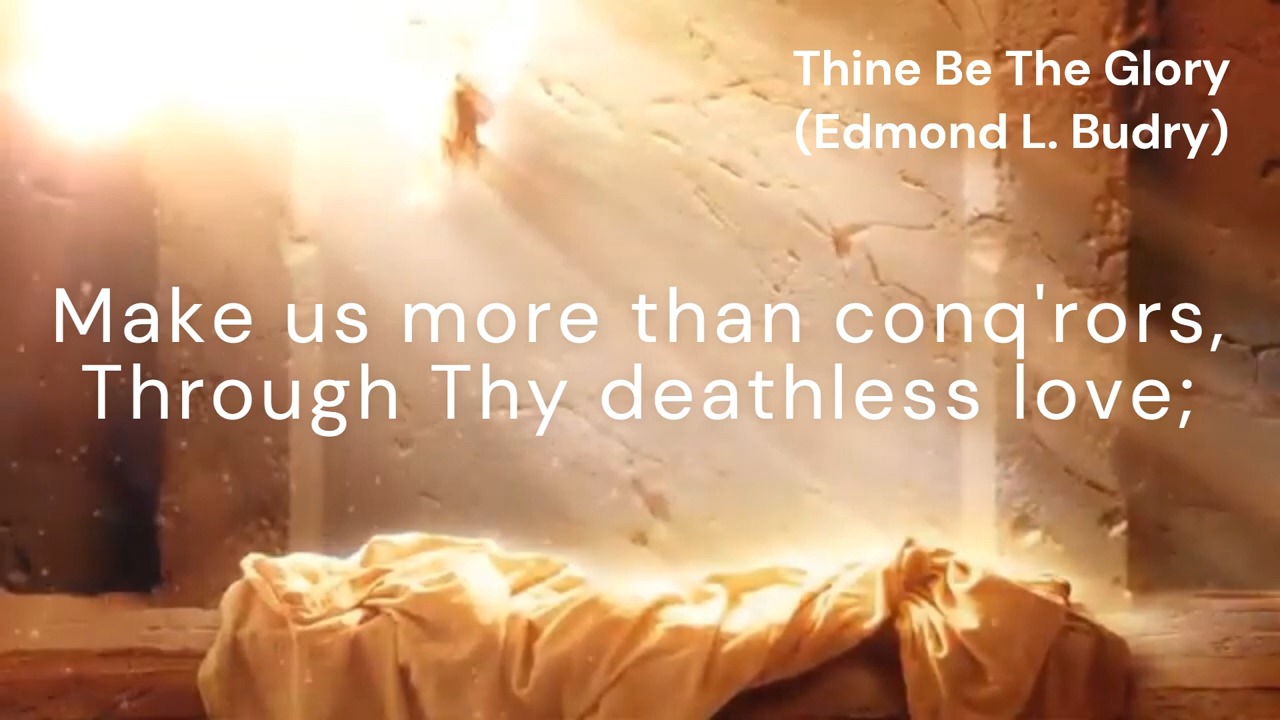 Thine Be The Glory
(Edmond L. Budry)
Make us more than conq'rors,
Through Thy deathless love;